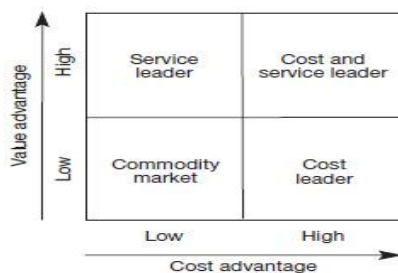 Value advantage
High
Low
Service
leader
Cost and
service leader
Commodity
market
Cost
leader
Low
High
Cost advantage